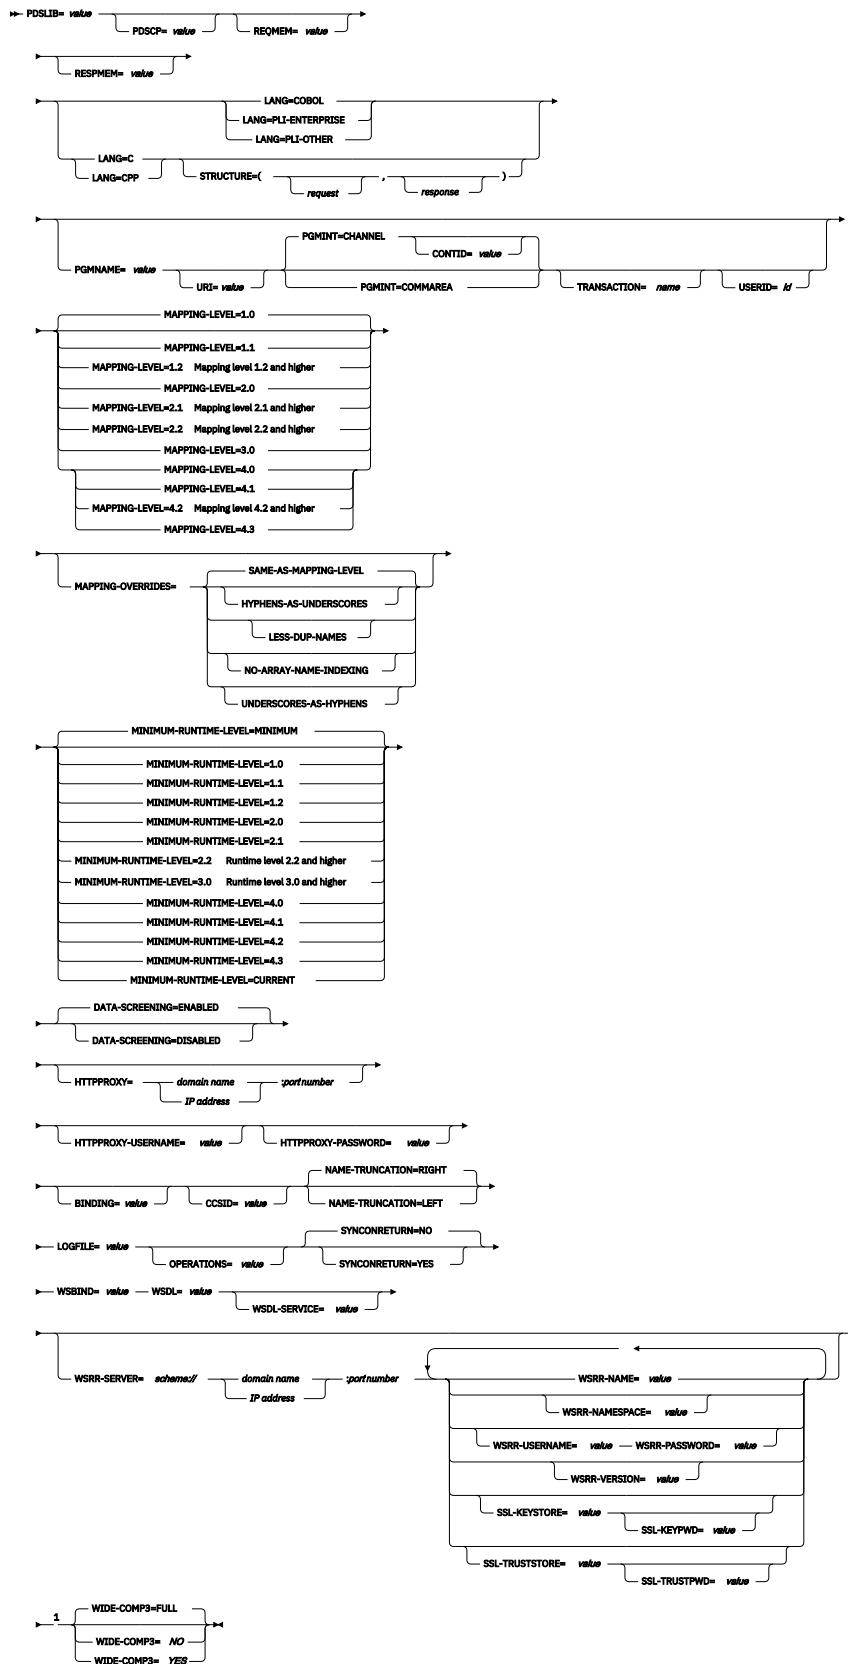 PDSLIB= value
PDSCP= value REQMEM= value
RESPMEM= value
LANG=COBOL
LANG=PLI-ENTERPRISE
LANG=PLI-OTHER
LANG=C
LANG=CPP
STRUCTURE=( request , response )
PGMNAME= value
URI= value
PGMINT=CHANNEL
CONTID= value
PGMINT=COMMAREA
TRANSACTION= name
USERID= id
MAPPING-LEVEL=1.0
MAPPING-LEVEL=1.1
MAPPING-LEVEL=1.2 Mapping level 1.2 and higher
MAPPING-LEVEL=2.0
MAPPING-LEVEL=2.1 Mapping level 2.1 and higher
MAPPING-LEVEL=2.2 Mapping level 2.2 and higher
MAPPING-LEVEL=3.0
MAPPING-LEVEL=4.0
MAPPING-LEVEL=4.1
MAPPING-LEVEL=4.2 Mapping level 4.2 and higher
MAPPING-LEVEL=4.3
MAPPING-OVERRIDES=
SAME-AS-MAPPING-LEVEL
HYPHENS-AS-UNDERSCORES
LESS-DUP-NAMES
NO-ARRAY-NAME-INDEXING
UNDERSCORES-AS-HYPHENS
MINIMUM-RUNTIME-LEVEL=MINIMUM
MINIMUM-RUNTIME-LEVEL=1.0
MINIMUM-RUNTIME-LEVEL=1.1
MINIMUM-RUNTIME-LEVEL=1.2
MINIMUM-RUNTIME-LEVEL=2.0
MINIMUM-RUNTIME-LEVEL=2.1
MINIMUM-RUNTIME-LEVEL=2.2 Runtime level 2.2 and higher
MINIMUM-RUNTIME-LEVEL=3.0 Runtime level 3.0 and higher
MINIMUM-RUNTIME-LEVEL=4.0
MINIMUM-RUNTIME-LEVEL=4.1
MINIMUM-RUNTIME-LEVEL=4.2
MINIMUM-RUNTIME-LEVEL=4.3
MINIMUM-RUNTIME-LEVEL=CURRENT
DATA-SCREENING=ENABLED
DATA-SCREENING=DISABLED
HTTPPROXY= domain name :port number
IP address
HTTPPROXY-USERNAME= value HTTPPROXY-PASSWORD= value
BINDING= value CCSID= value
NAME-TRUNCATION=RIGHT
NAME-TRUNCATION=LEFT
LOGFILE= value
OPERATIONS= value
SYNCONRETURN=NO
SYNCONRETURN=YES
WSBIND= value WSDL= value
WSDL-SERVICE= value
WSRR-SERVER= scheme:// domain name :port number
IP address
WSRR-NAME= value
WSRR-NAMESPACE= value
WSRR-USERNAME= value WSRR-PASSWORD= value
WSRR-VERSION= value
SSL-KEYSTORE= value
SSL-KEYPWD= value
SSL-TRUSTSTORE= value
SSL-TRUSTPWD= value
1
WIDE-COMP3=FULL
WIDE-COMP3= NO
WIDE-COMP3= YES